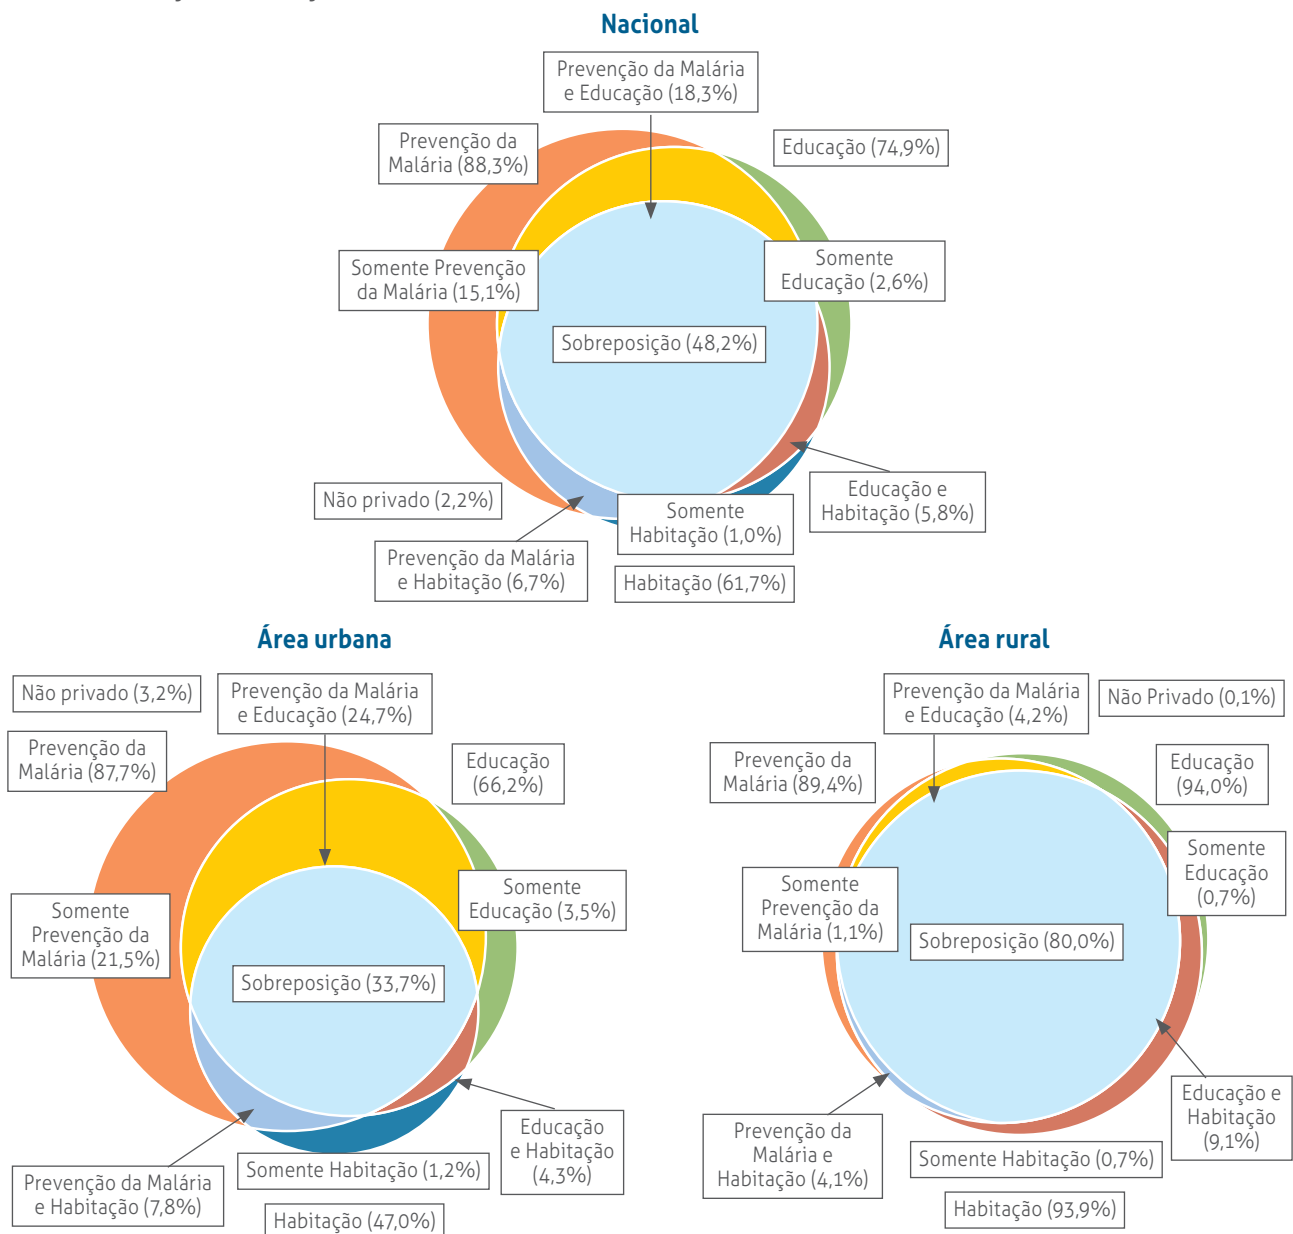 Nacional
Prevenção da Malária
e Educação (18,3%)
Prevenção da
Malária (88,3%)
Educação (74,9%)
Somente Prevenção
da Malária (15,1%)
Somente
Educação (2,6%)
Sobreposição (48,2%)
Não privado (2,2%)
Somente
Habitação (1,0%)
Educação e
Habitação (5,8%)
Prevenção da Malária
e Habitação (6,7%)
Habitação (61,7%)
Área urbana
Não privado (3,2%)
Prevenção da Malária
e Educação (24,7%)
Prevenção da
Malária (87,7%)
Educação
(66,2%)
Somente
Prevenção da
Malária (21,5%)
Somente
Educação (3,5%)
Sobreposição (33,7%)
Educação
e Habitação
(4,3%)
Somente Habitação (1,2%)
Prevenção da Malária
e Habitação (7,8%)
Habitação (47,0%)
Área rural
Prevenção da Malária
e Educação (4,2%)
Não Privado (0,1%)
Prevenção da
Malária (89,4%)
Educação
(94,0%)
Somente
Educação
(0,7%)
Somente
Prevenção da
Malária (1,1%)
Sobreposição (80,0%)
Educação e
Habitação
(9,1%)
Prevenção da
Malária e
Habitação (4,1%)
Somente Habitação (0,7%)
Habitação (93,9%)